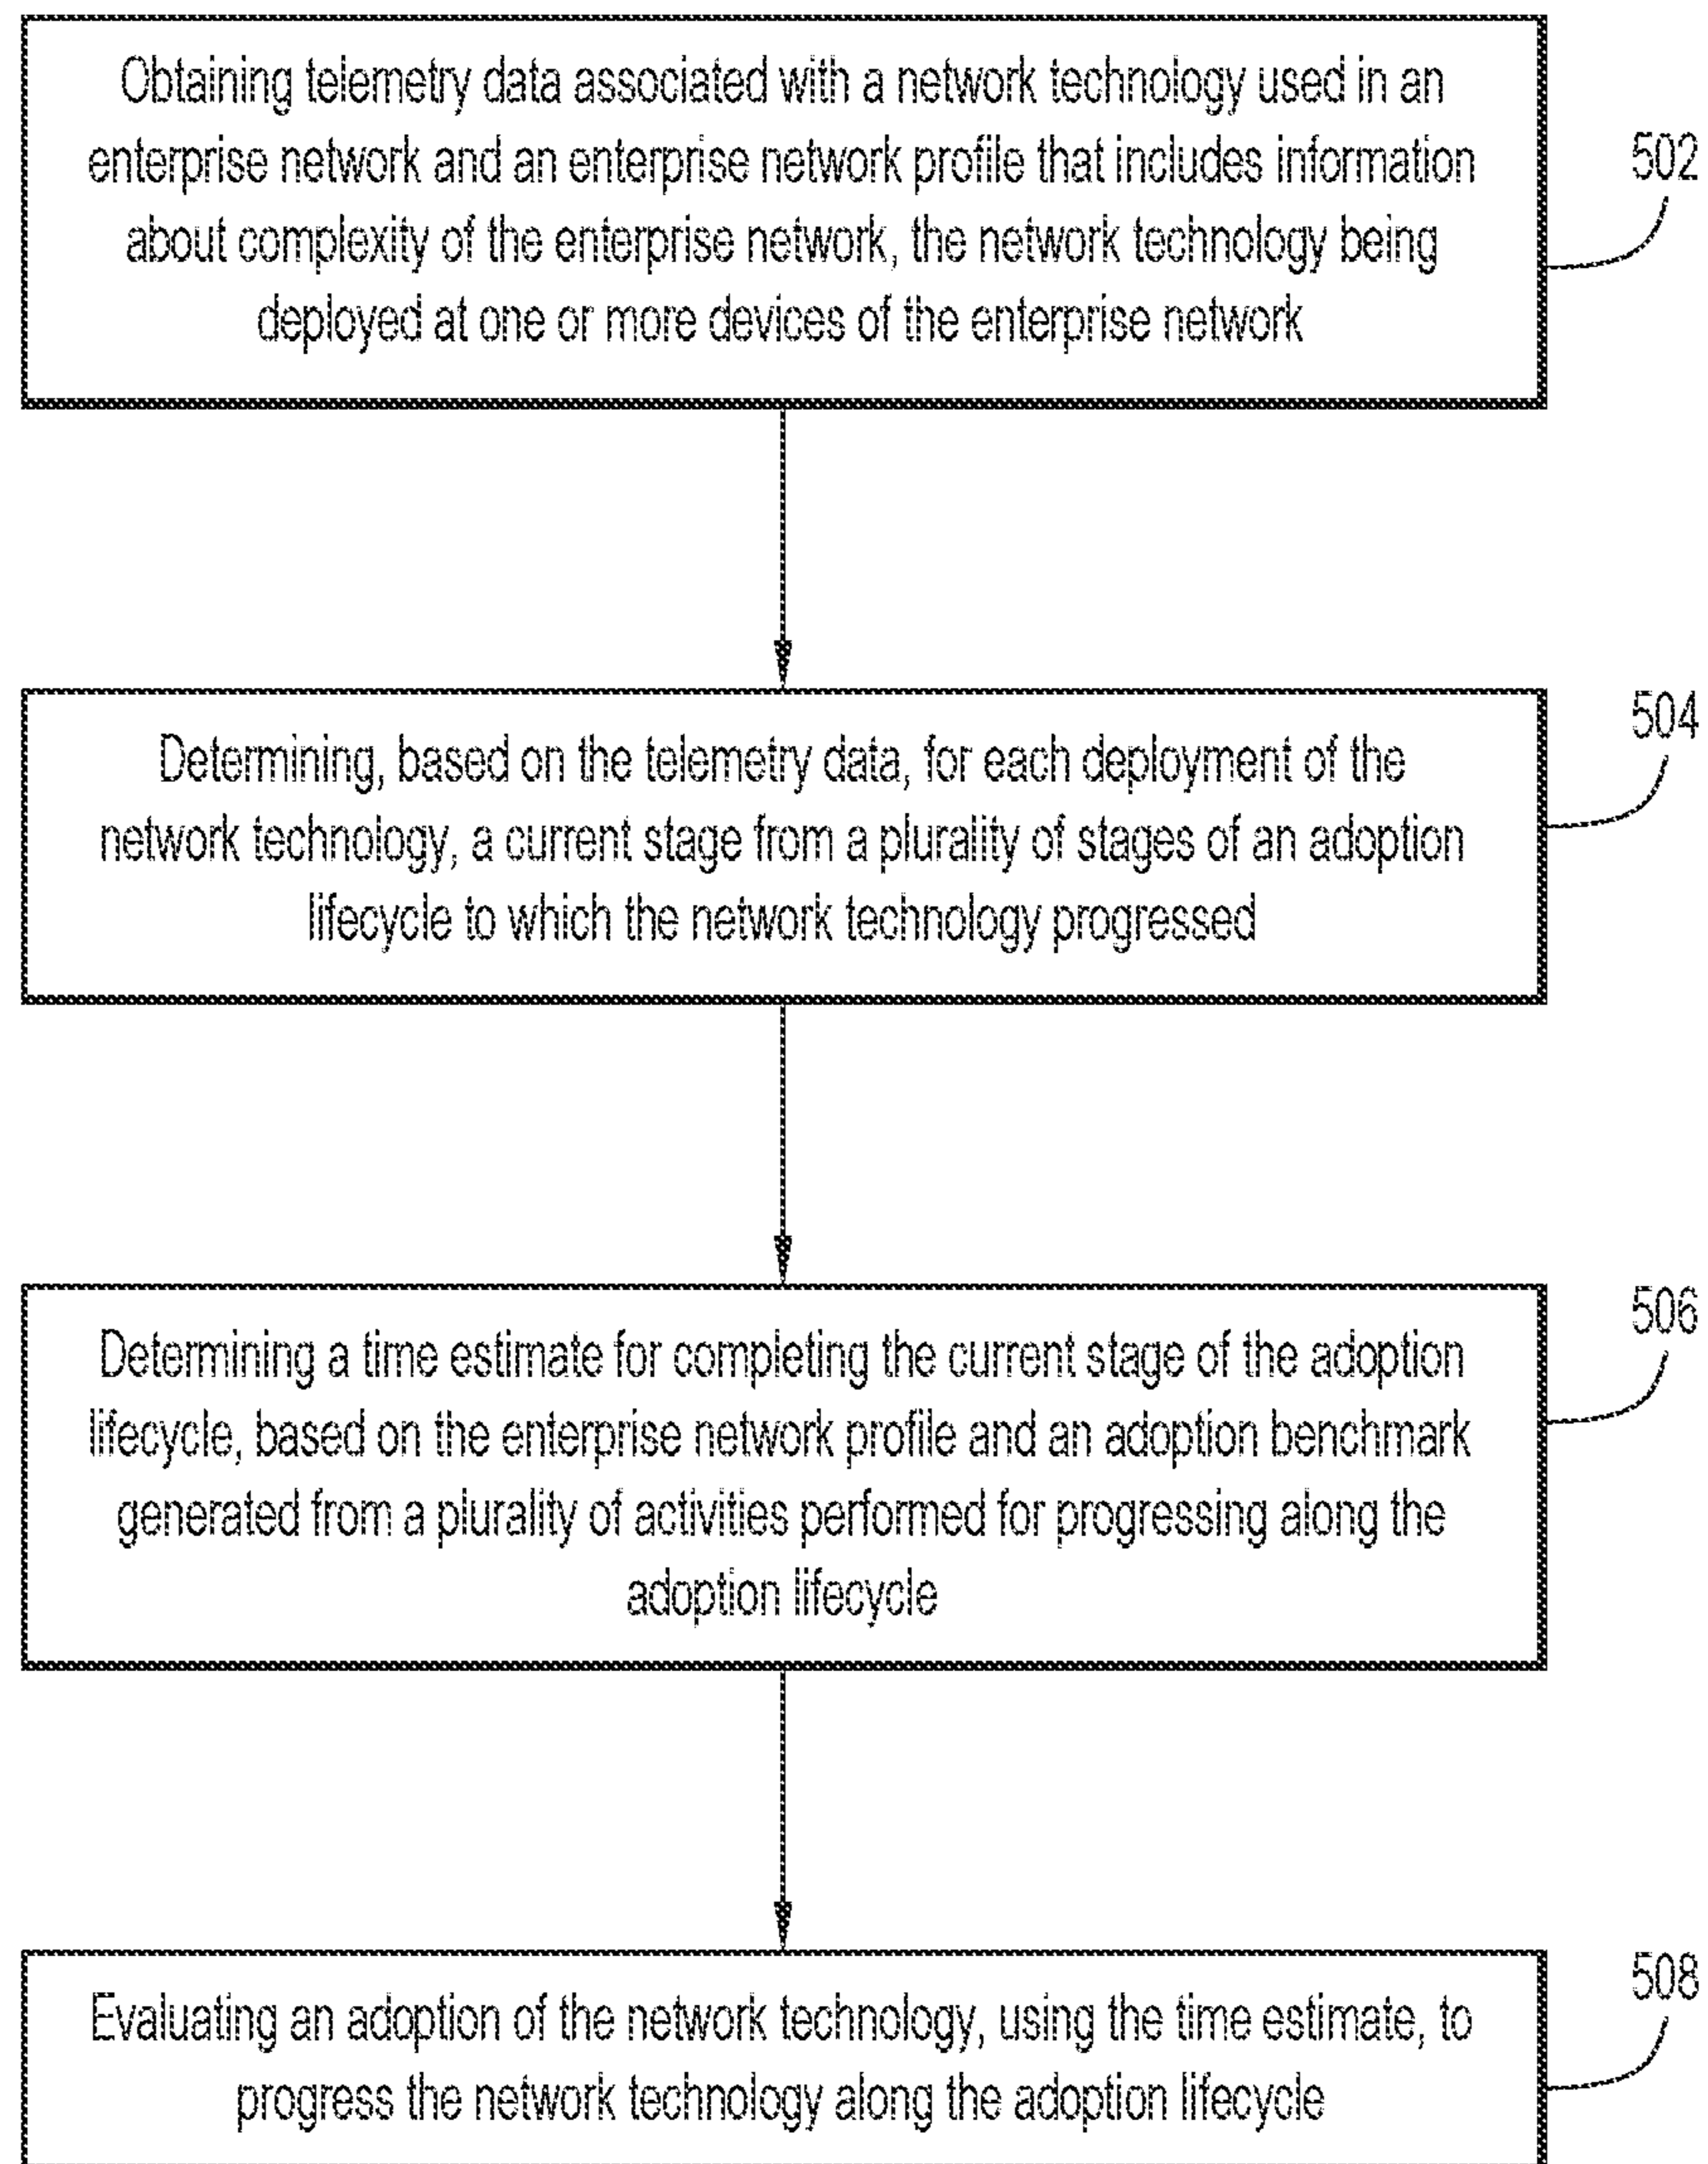 Obtaining telemetry data associated with a network technology used in an
enterprise network and an enterprise network profile that includes information
about complexity of the enterprise network, the network technology being
deployed at one or more devices of the enterprise network
502
Determining, based on the telemetry data, for each deployment of the
network technology, a current stage from a plurality of stages of an adoption
lifecycle to which the network technology progressed
504
Determining a time estimate for completing the current stage of the adoption
lifecycle, based on the enterprise network profile and an adoption benchmark
generated from a plurality of activities performed for progressing along the
adoption lifecycle
506
Evaluating an adoption of the network technology, using the time estimate, to
progress the network technology along the adoption lifecycle
508